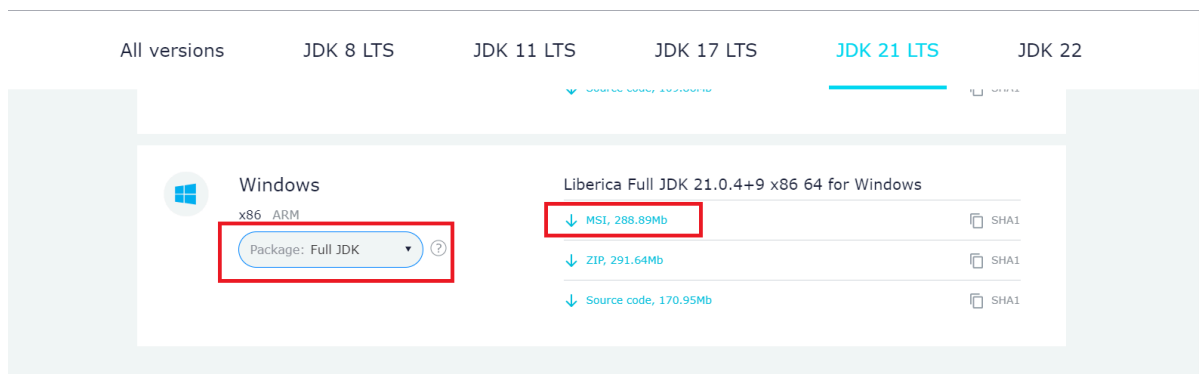 All versions JDK 8 LTS JDK 11 LTS JDK 17 LTS JDK 21 LTS JDK 22
Windows
x86 ARM
Package: Full JDK ?
Liberica Full JDK 21.0.4+9 x86 64 for Windows
MSI, 288.89Mb SHA1
ZIP, 291.64Mb SHA1
Source code, 170.95Mb SHA1